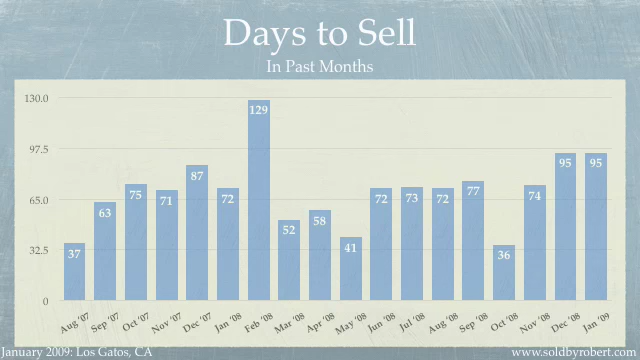 Days to Sell
In Past Months
130.0
97.5
65.0
32.5
0
37 63 75 71 87 72 129 52 58 41 72 73 72 77 36 74 95 95
Aug '07 Sep '07 Oct '07 Nov '07 Dec '07 Jan '08 Feb '08 Mar '08 Apr '08 May '08 Jun '08 Jul '08 Aug '08 Sep '08 Oct '08 Nov '08 Dec '08 Jan '09
January 2009: Los Gatos, CA
www.soldbyrobert.com